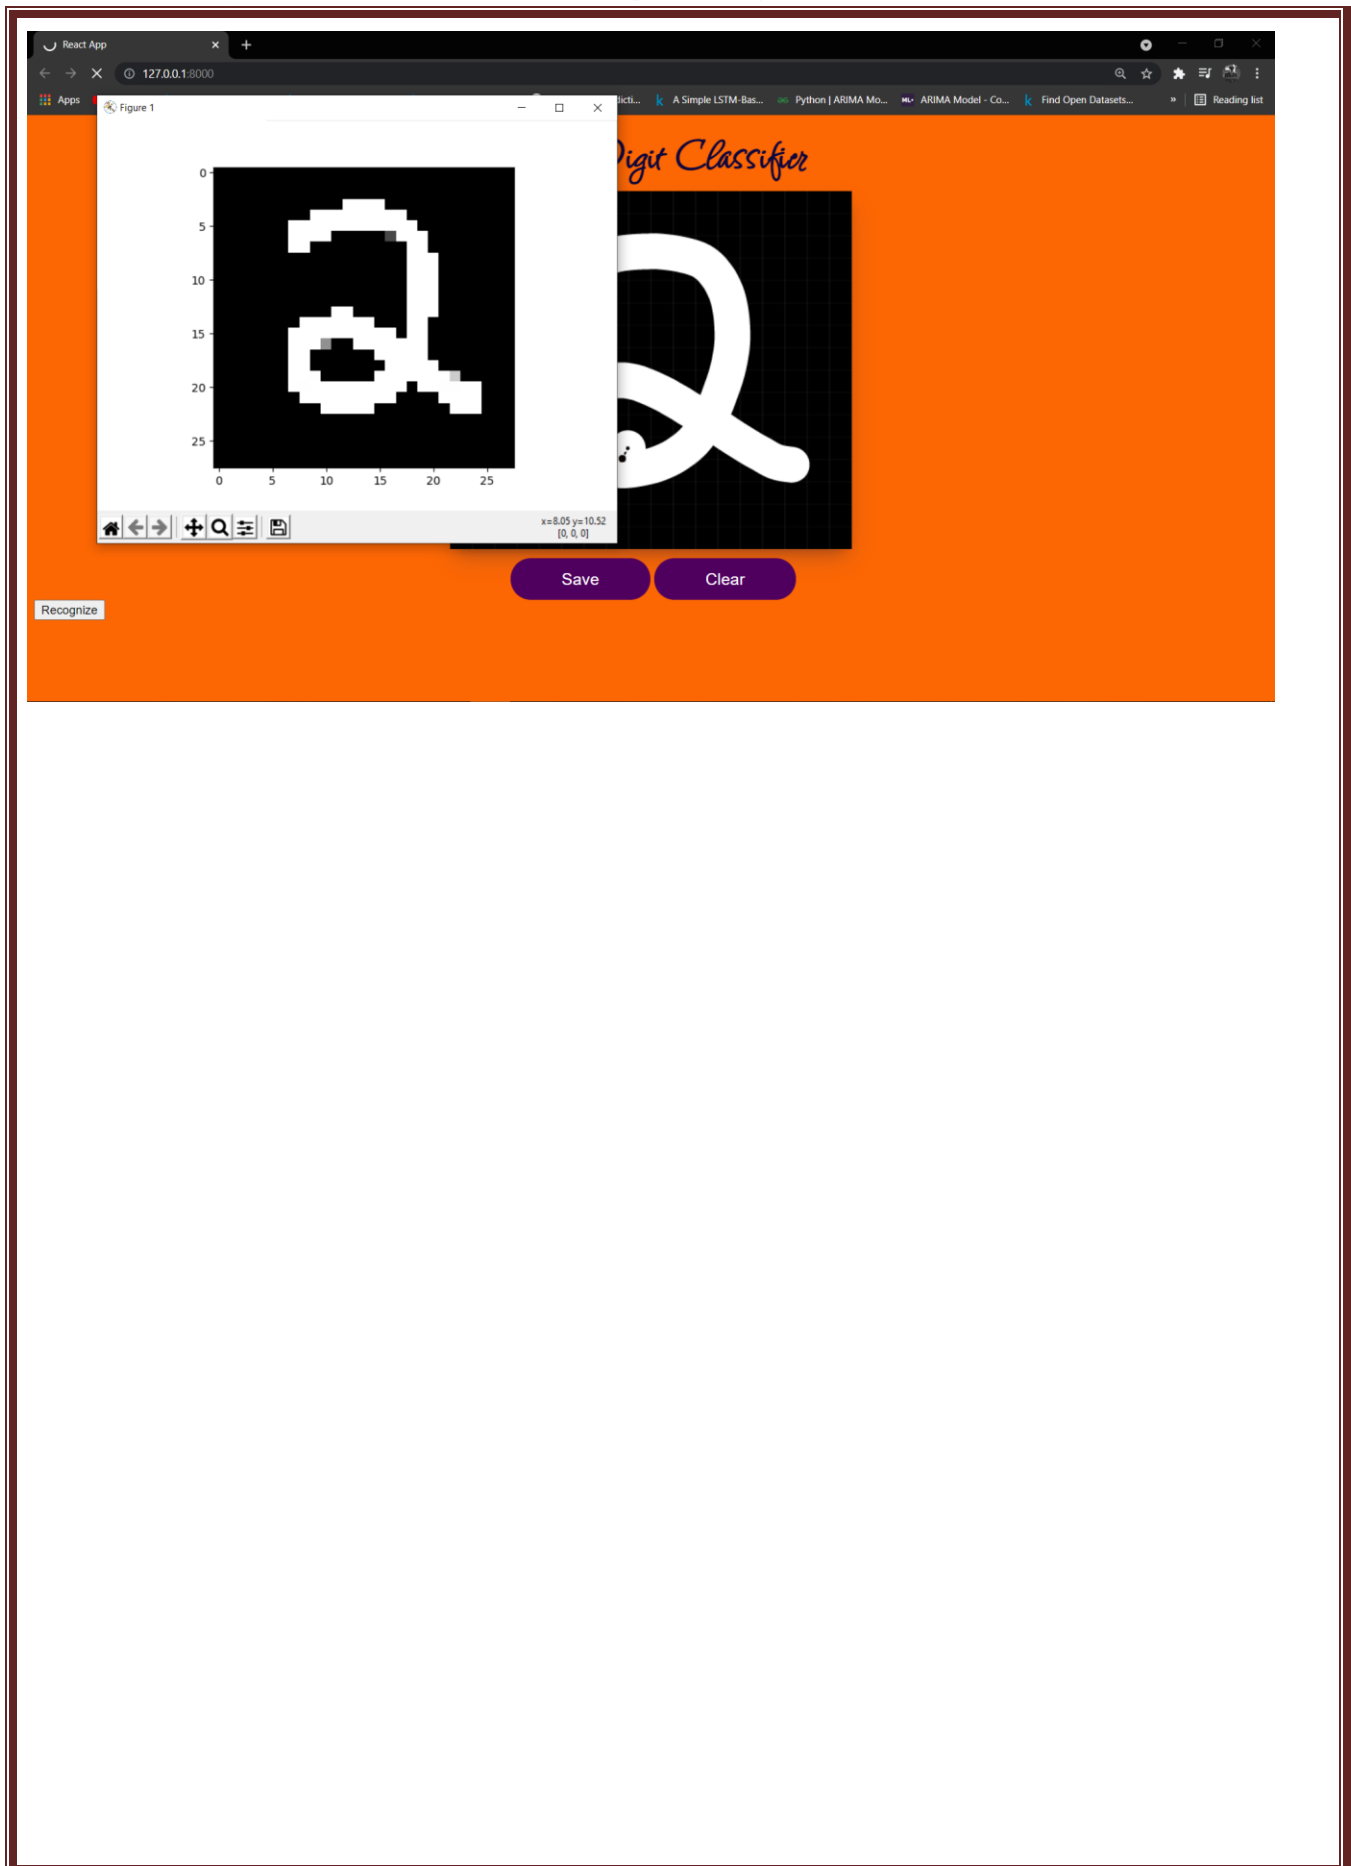 React App
127.0.0.1:8000
Apps
A Simple LSTM-Bas...
Python | ARIMA Mo...
ARIMA Model - Co...
Find Open Datasets...
»
Reading list
Figure 1
igit Classifier
0
5
10
15
20
25
0 5 10 15 20 25
x=8.05 y=10.52
[0, 0, 0]
Save
Clear
Recognize